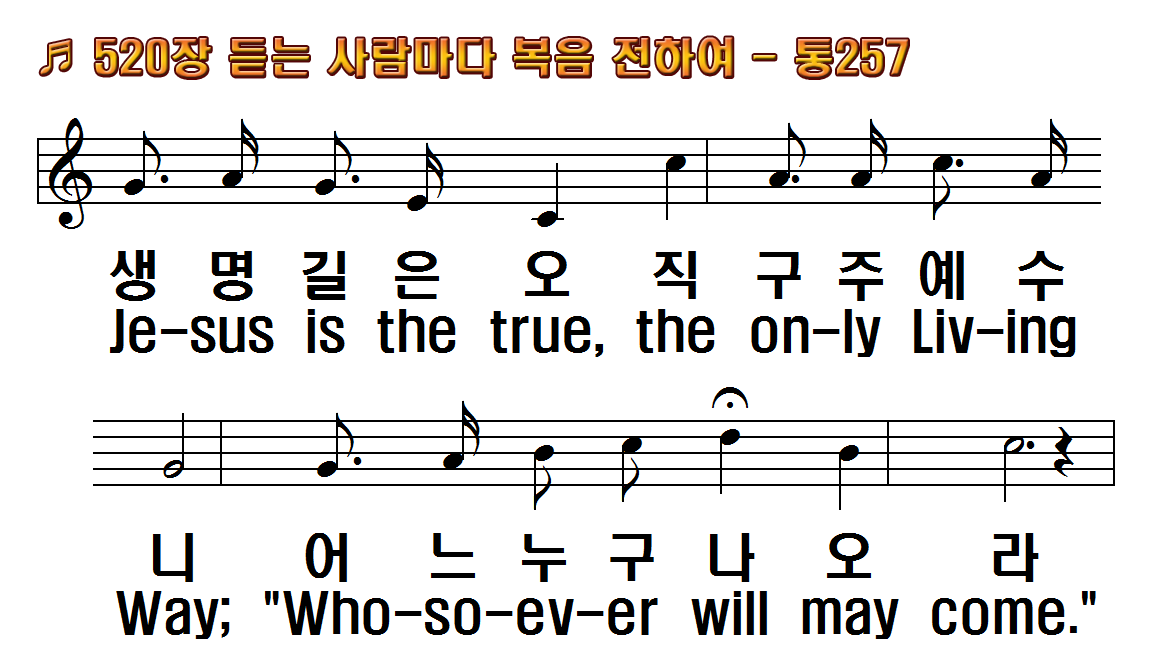 ♬ 520장 듣는 사람마다 복음 전하여 - 통257
생 명 길 은 오 직 구 주 예 수
Je-sus is the true, the on-ly Liv-ing
니 어 느 누 구 나 오 라
Way; "Who-so-ev-er will may come."